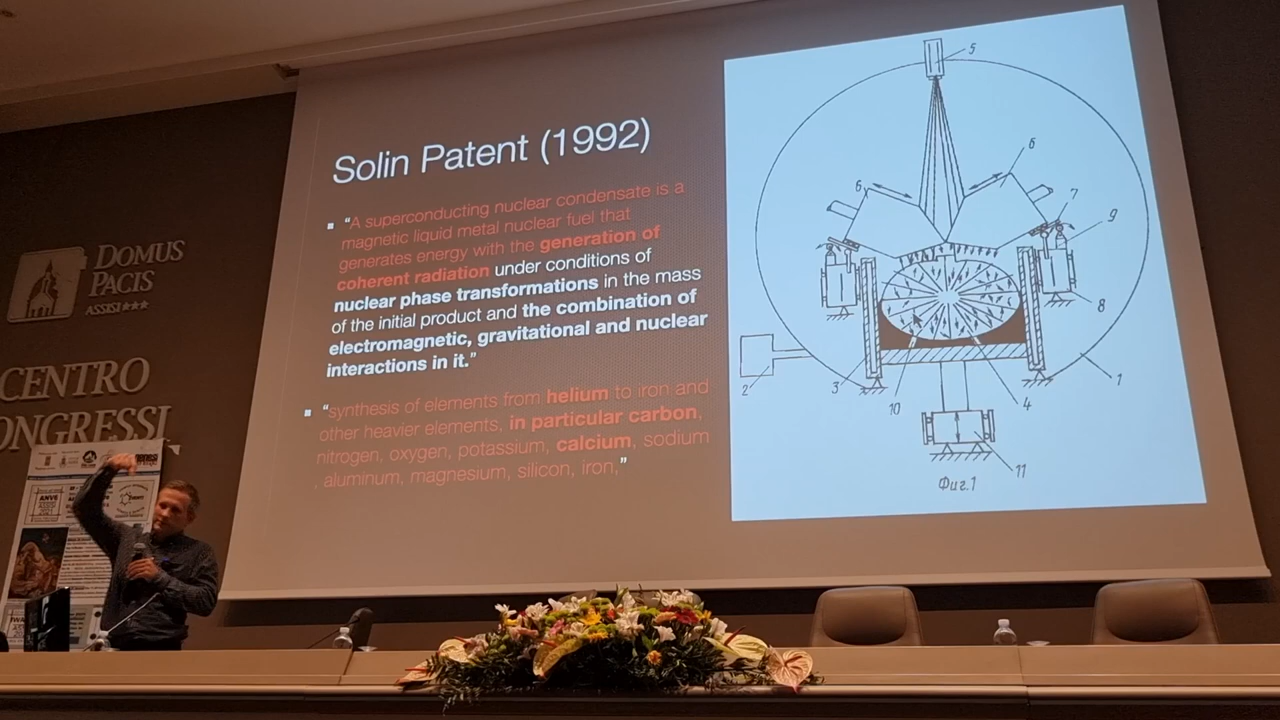 Solin Patent (1992)
"A superconducting nuclear condensate is a
magnetic liquid metal nuclear fuel that
generates energy with the generation of
coherent radiation under conditions of
nuclear phase transformations in the mass
of the initial product and the combination of
electromagnetic, gravitational and nuclear
interactions in it."
"synthesis of elements from helium to iron and
other heavier elements, in particular carbon,
nitrogen, oxygen, potassium, calcium, sodium
, aluminum, magnesium, silicon, iron,"
5
6
6
7
9
8
2
3
10
4
1
11
Фиг.1
DOMUS
PACIS
ASSISI★★★
CENTRO
ONGRESSI